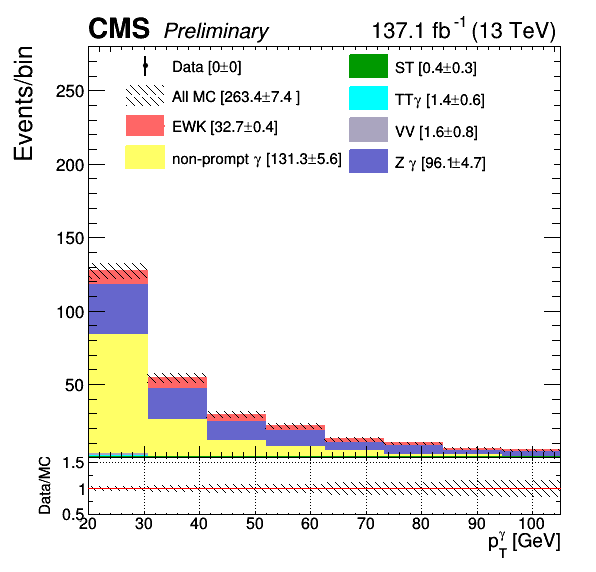 CMS Preliminary 137.1 fb⁻¹ (13 TeV)
Events/bin
Data [0±0]
All MC [263.4±7.4 ]
EWK [32.7±0.4]
non-prompt γ [131.3±5.6]
ST [0.4±0.3]
TTγ [1.4±0.6]
VV [1.6±0.8]
Z γ [96.1±4.7]
250
200
150
100
50
Data/MC
1.5
1
0.5
20 30 40 50 60 70 80 90 100
p_T^γ [GeV]